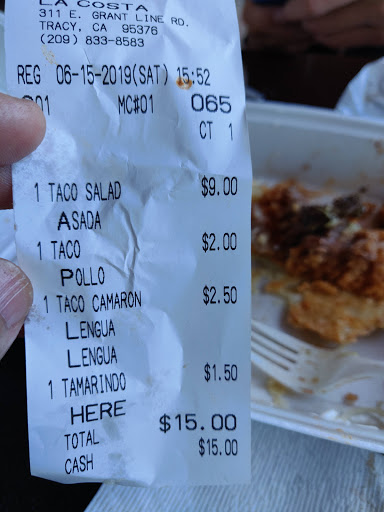 LA COSTA
311 E. GRANT LINE RD.
TRACY, CA 95376
(209) 833-8583
REG 06-15-2019(SAT) 15:52
MC#01 065
CT 1
1 TACO SALAD $9.00
ASADA
1 TACO $2.00
POLLO
1 TACO CAMARON $2.50
LENGUA
LENGUA
1 TAMARINDO $1.50
HERE
TOTAL $15.00
CASH $15.00